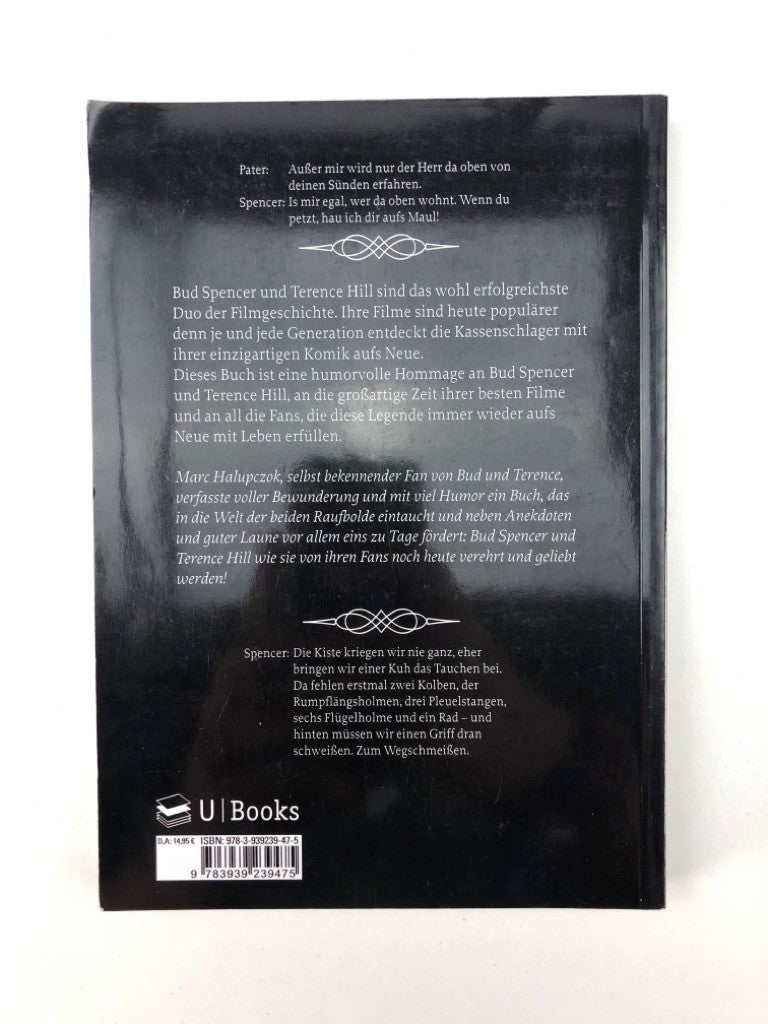 Pater: Außer mir wird nur der Herr da oben von
deinen Sünden erfahren.
Spencer: Is mir egal, wer da oben wohnt. Wenn du
petzt, hau ich dir aufs Maul!
Bud Spencer und Terence Hill sind das wohl erfolgreichste
Duo der Filmgeschichte. Ihre Filme sind heute populärer
denn je und jede Generation entdeckt die Kassenschlager mit
ihrer einzigartigen Komik aufs Neue.
Dieses Buch ist eine humorvolle Hommage an Bud Spencer
und Terence Hill, an die großartige Zeit ihrer besten Filme
und an all die Fans, die diese Legende immer wieder aufs
Neue mit Leben erfüllen.
Marc Halupczok, selbst bekennender Fan von Bud und Terence,
verfasste voller Bewunderung und mit viel Humor ein Buch, das
in die Welt der beiden Raufbolde eintaucht und neben Anekdoten
und guter Laune vor allem eins zu Tage fördert: Bud Spencer und
Terence Hill wie sie von ihren Fans noch heute verehrt und geliebt
werden!
Spencer: Die Kiste kriegen wir nie ganz, eher
bringen wir einer Kuh das Tauchen bei.
Da fehlen erstmal zwei Kolben, der
Rumpflängsholmen, drei Pleuelstangen,
sechs Flügelholme und ein Rad – und
hinten müssen wir einen Griff dran
schweißen. Zum Wegschmeißen.
U|Books
D,A: 14,95 € ISBN: 978-3-939239-47-5
9 783939 239475